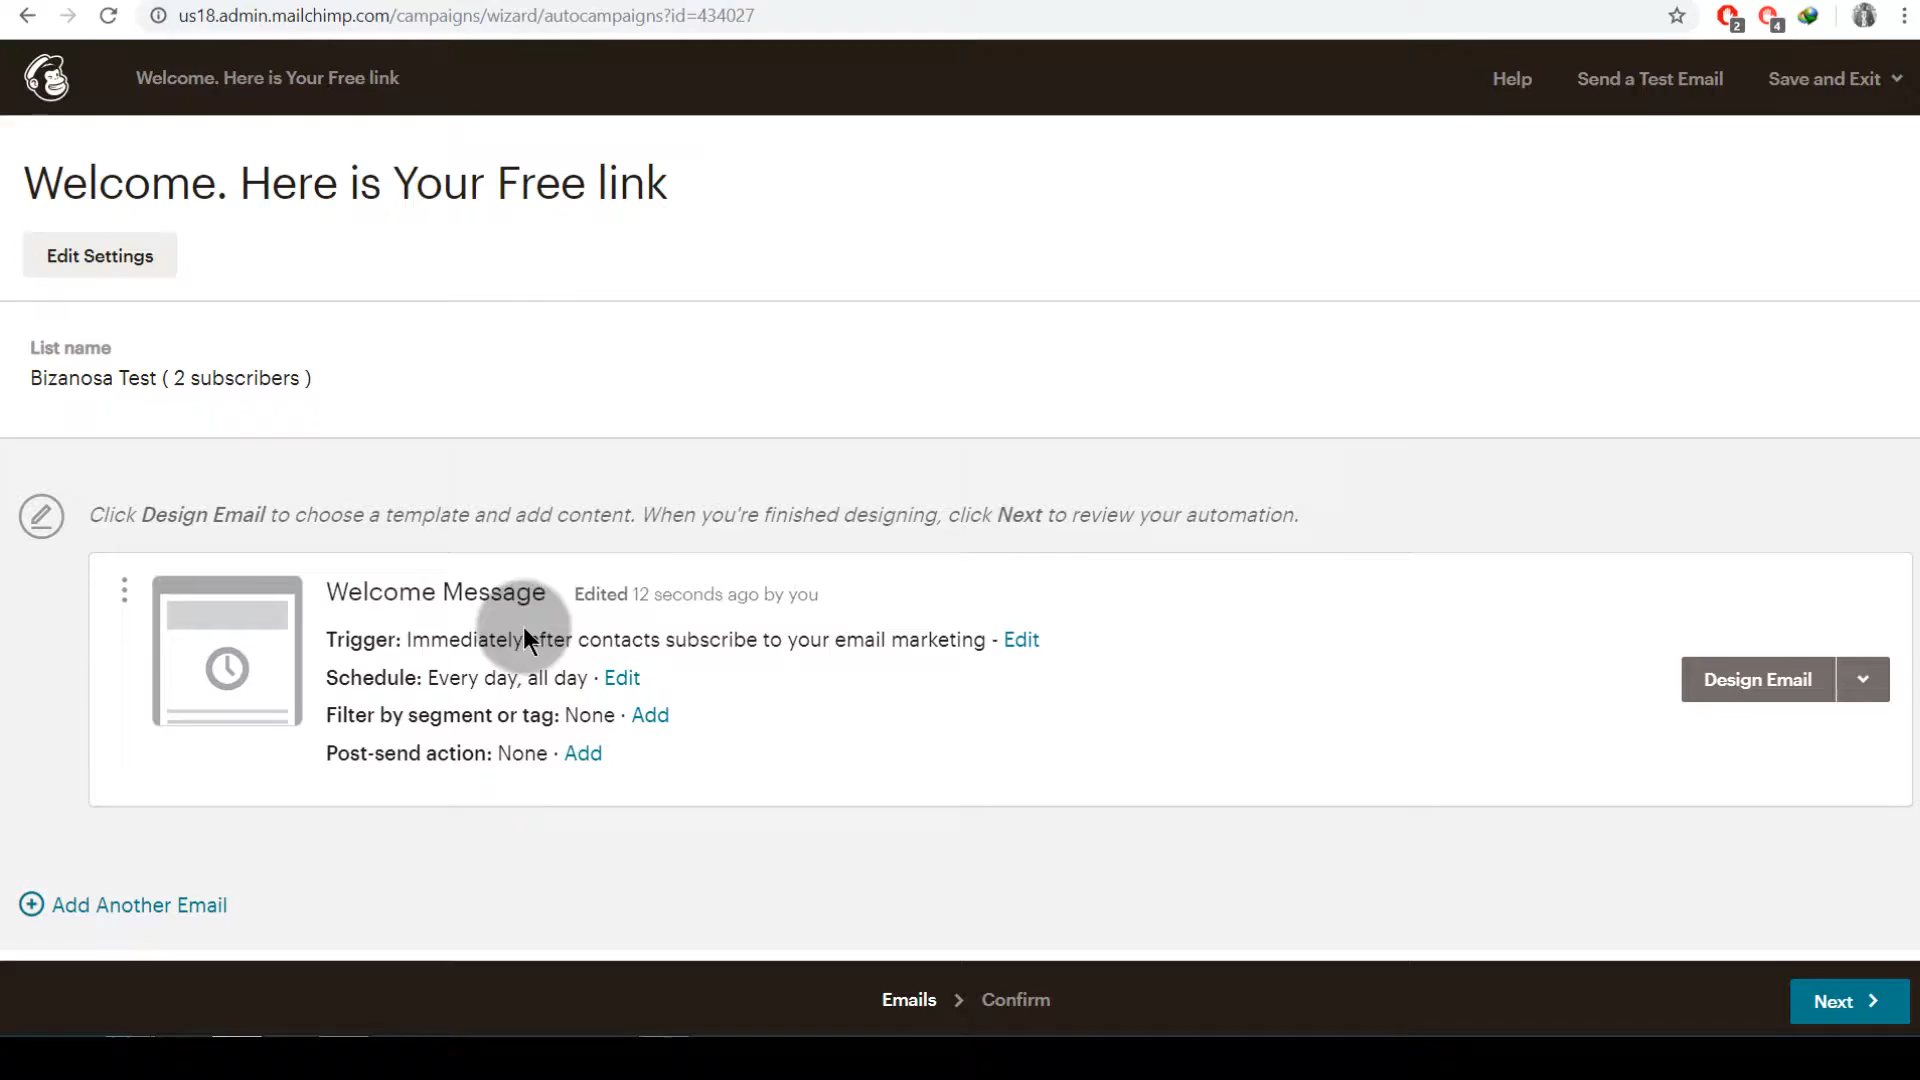 us18.admin.mailchimp.com/campaigns/wizard/autocampaigns?id=434027
2
4
Welcome. Here is Your Free link
Help
Send a Test Email
Save and Exit
Welcome. Here is Your Free link
Edit Settings
List name
Bizanosa Test ( 2 subscribers )
Click Design Email to choose a template and add content. When you're finished designing, click Next to review your automation.
Welcome Message Edited 12 seconds ago by you
Trigger: Immediately after contacts subscribe to your email marketing - Edit
Schedule: Every day, all day · Edit
Design Email
Filter by segment or tag: None · Add
Post-send action: None · Add
Add Another Email
Emails > Confirm
Next